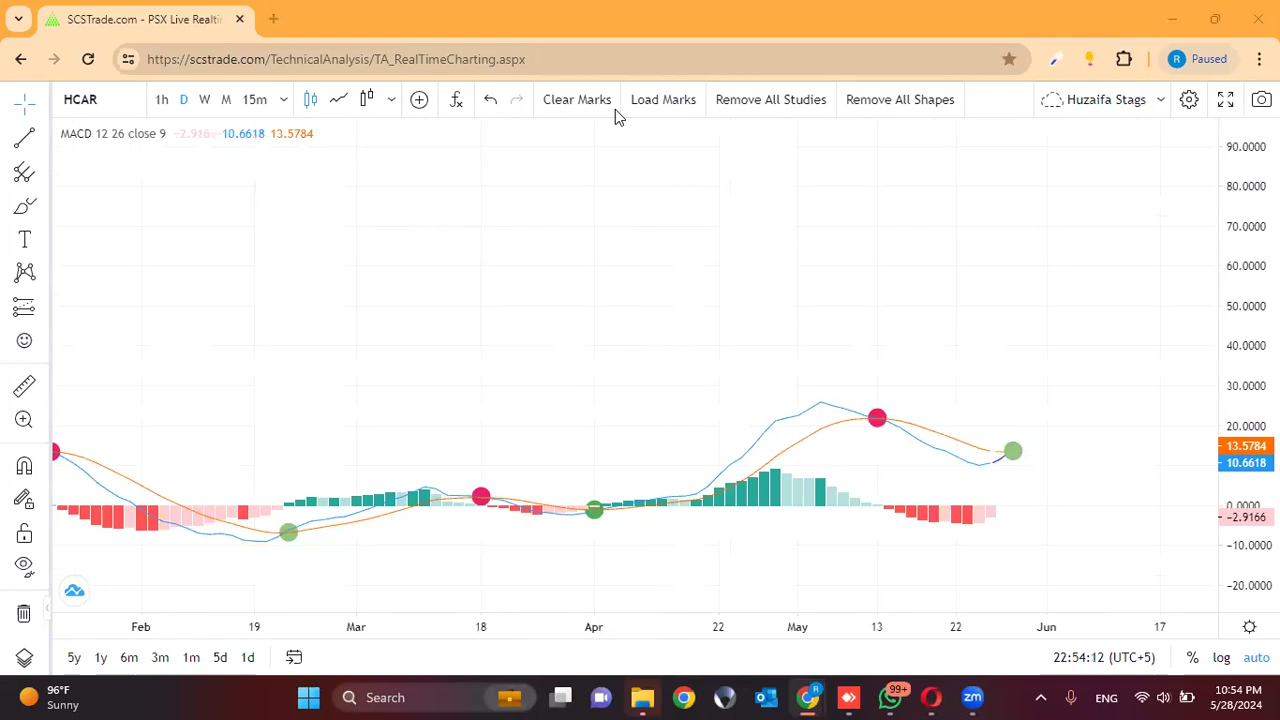 SCSTrade.com - PSX Live Realti
https://scstrade.com/TechnicalAnalysis/TA_RealTimeCharting.aspx
R Paused
HCAR 1h D W M 15m Clear Marks Load Marks Remove All Studies Remove All Shapes Huzaifa Stags
MACD 12 26 close 9 −2.9166 10.6618 13.5784
90.0000
80.0000
70.0000
60.0000
50.0000
40.0000
30.0000
20.0000
13.5784
10.6618
0.0000
−2.9166
−10.0000
−20.0000
Feb 19 Mar 18 Apr 22 May 13 22 Jun 17
5y 1y 6m 3m 1m 5d 1d 22:54:12 (UTC+5) % log auto
96°F
Sunny
Search
R
99+
zm
ENG
10:54 PM
5/28/2024